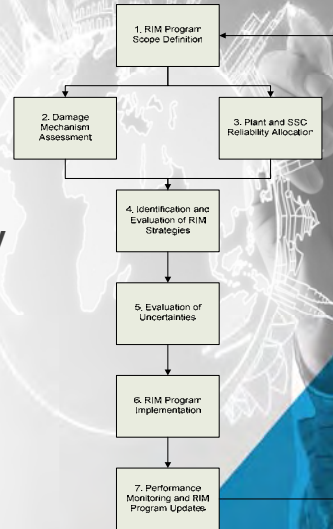 1. RIM Program
Scope Definition
2. Damage
Mechanism
Assessment
3. Plant and SSC
Reliability Allocation
4. Identification and
Evaluation of RIM
Strategies
5. Evaluation of
Uncertainties
6. RIM Program
Implementation
7. Performance
Monitoring and RIM
Program Updates